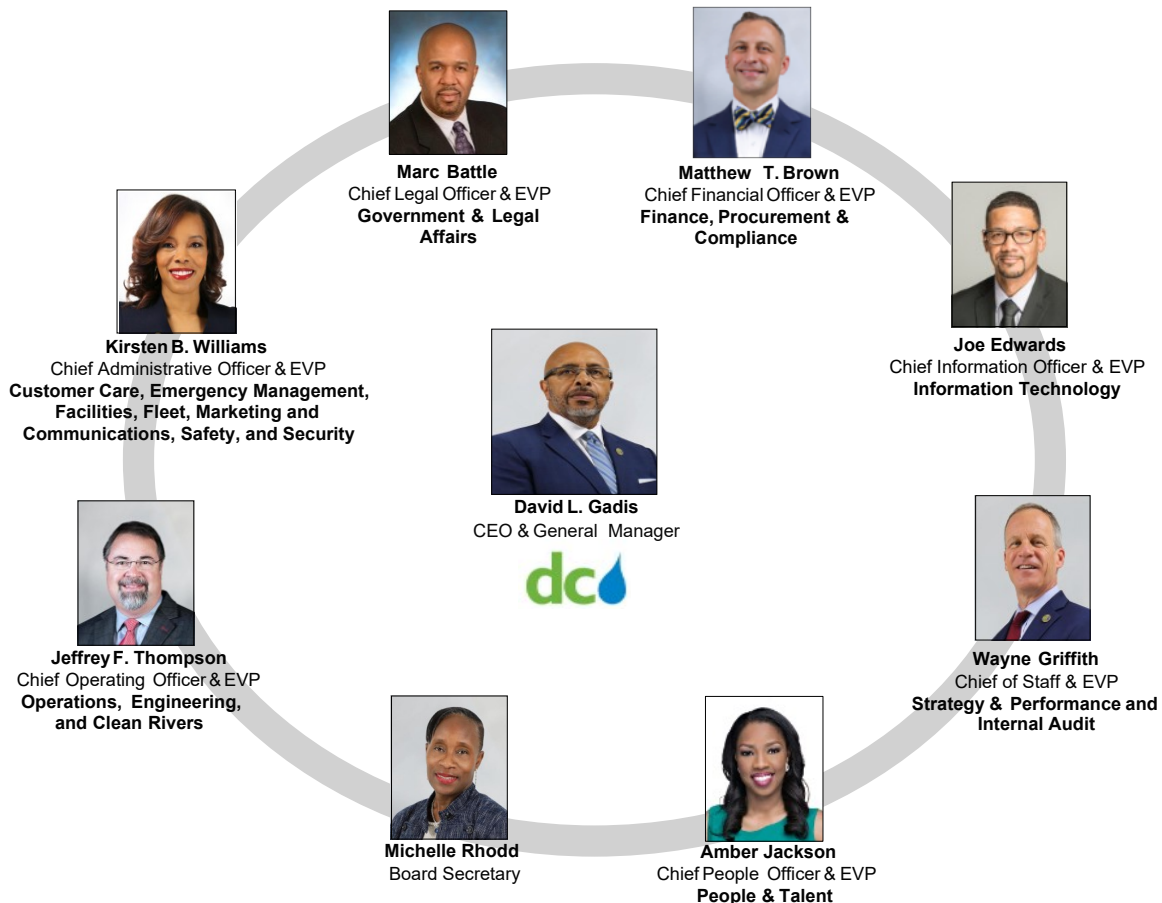 Marc Battle
Chief Legal Officer & EVP
Government & Legal
Affairs
Matthew T. Brown
Chief Financial Officer & EVP
Finance, Procurement &
Compliance
Kirsten B. Williams
Chief Administrative Officer & EVP
Customer Care, Emergency Management,
Facilities, Fleet, Marketing and
Communications, Safety, and Security
Joe Edwards
Chief Information Officer & EVP
Information Technology
David L. Gadis
CEO & General Manager
dc
Jeffrey F. Thompson
Chief Operating Officer & EVP
Operations, Engineering,
and Clean Rivers
Wayne Griffith
Chief of Staff & EVP
Strategy & Performance and
Internal Audit
Michelle Rhodd
Board Secretary
Amber Jackson
Chief People Officer & EVP
People & Talent